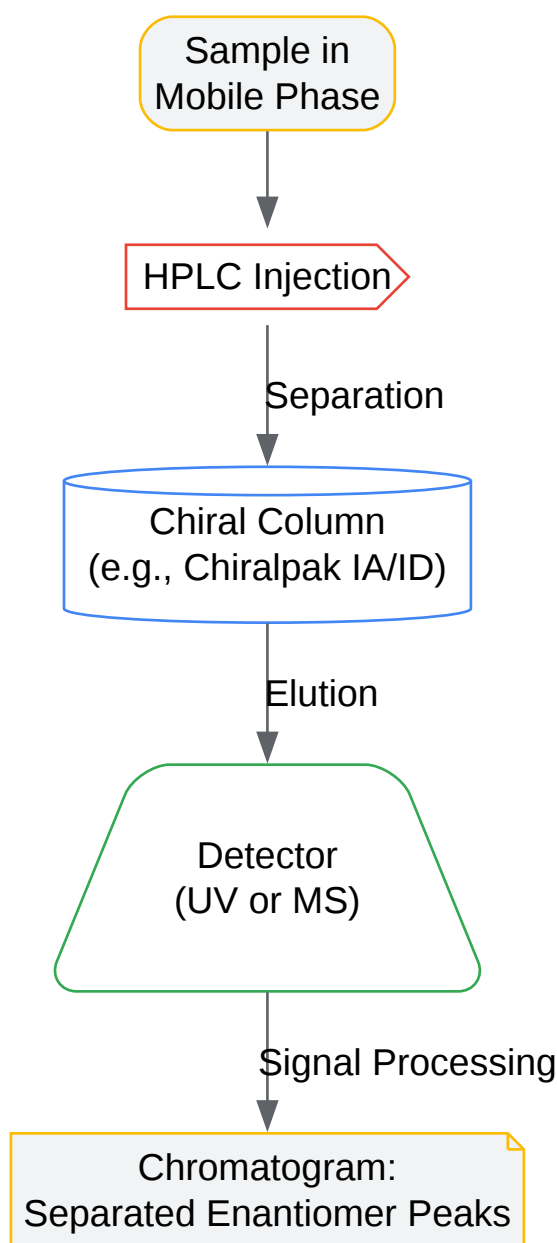 Sample in
Mobile Phase
HPLC Injection
Separation
Chiral Column
(e.g., Chiralpak IA/ID)
Elution
Detector
(UV or MS)
Signal Processing
Chromatogram:
Separated Enantiomer Peaks